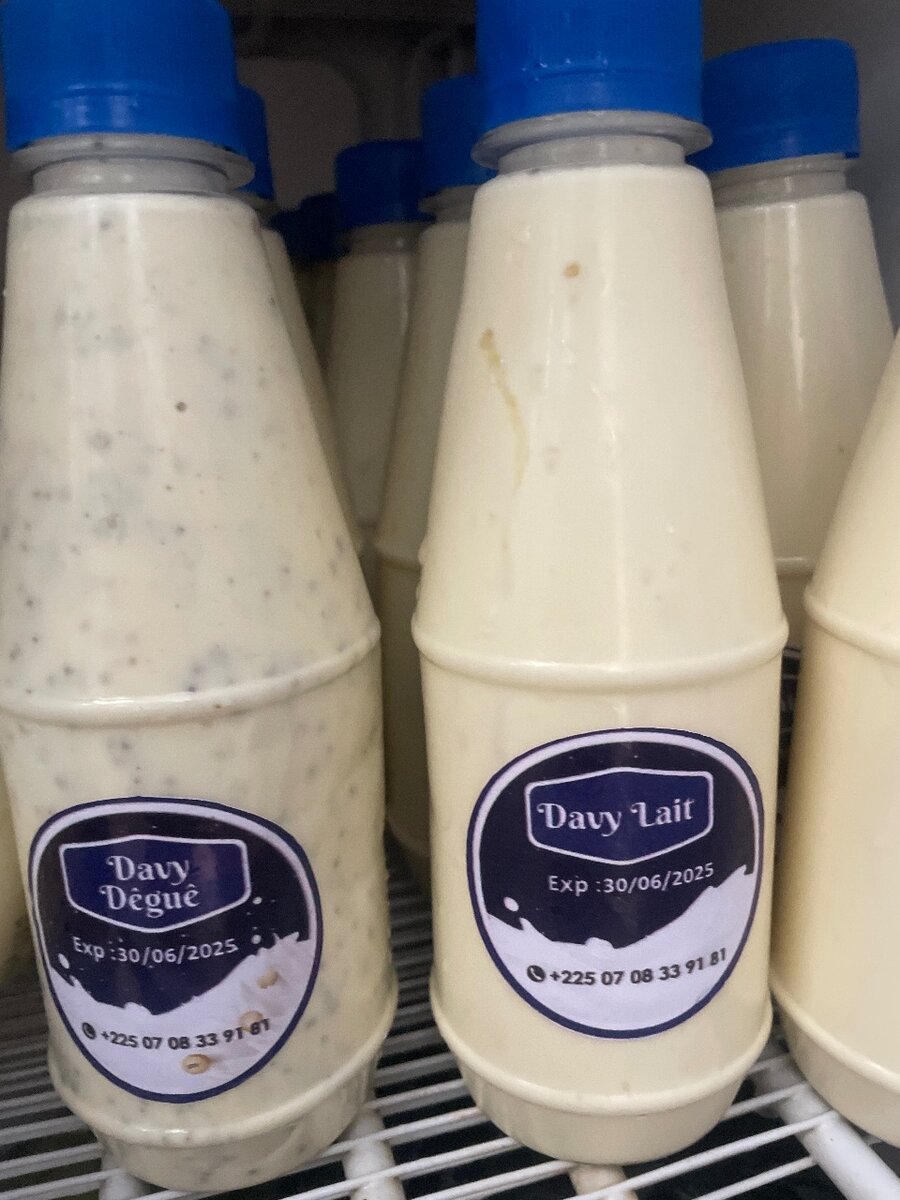 Davy
Dêguê
Exp :30/06/2025
+225 07 08 33 91 81
Davy Lait
Exp :30/06/2025
+225 07 08 33 91 81